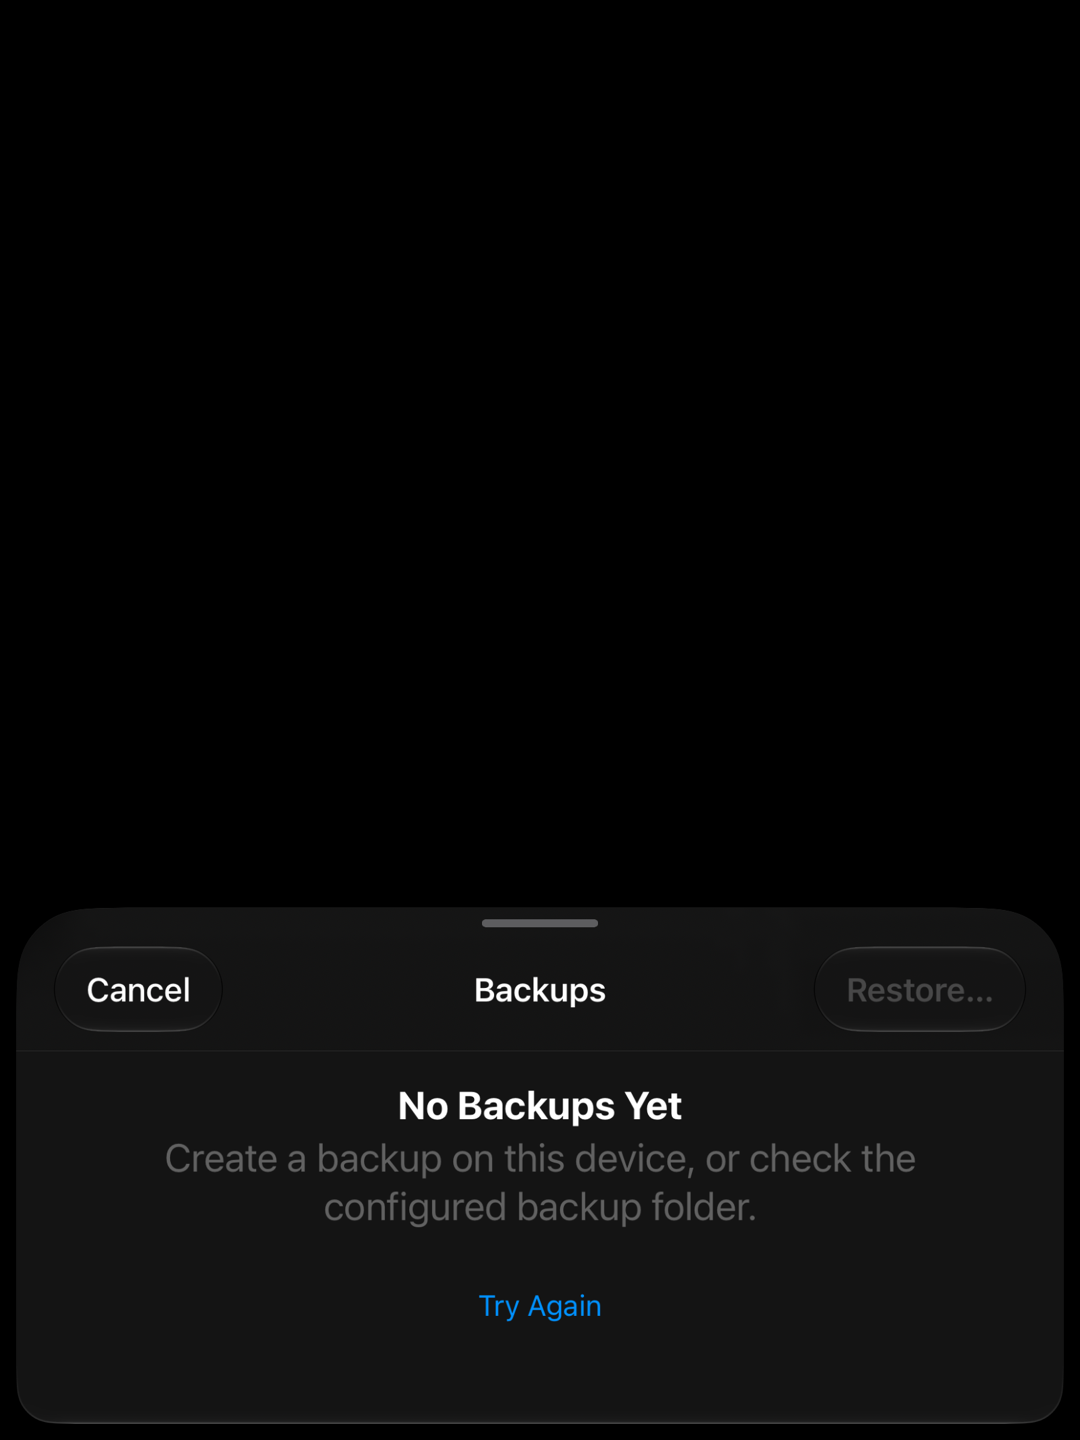 Cancel
Backups
Restore...
No Backups Yet
Create a backup on this device, or check the
configured backup folder.
Try Again